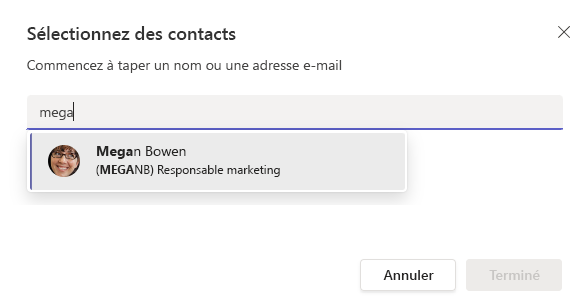 Sélectionnez des contacts
Commencez à taper un nom ou une adresse e-mail
mega
Megan Bowen
(MEGANB) Responsable marketing
Annuler
Terminé